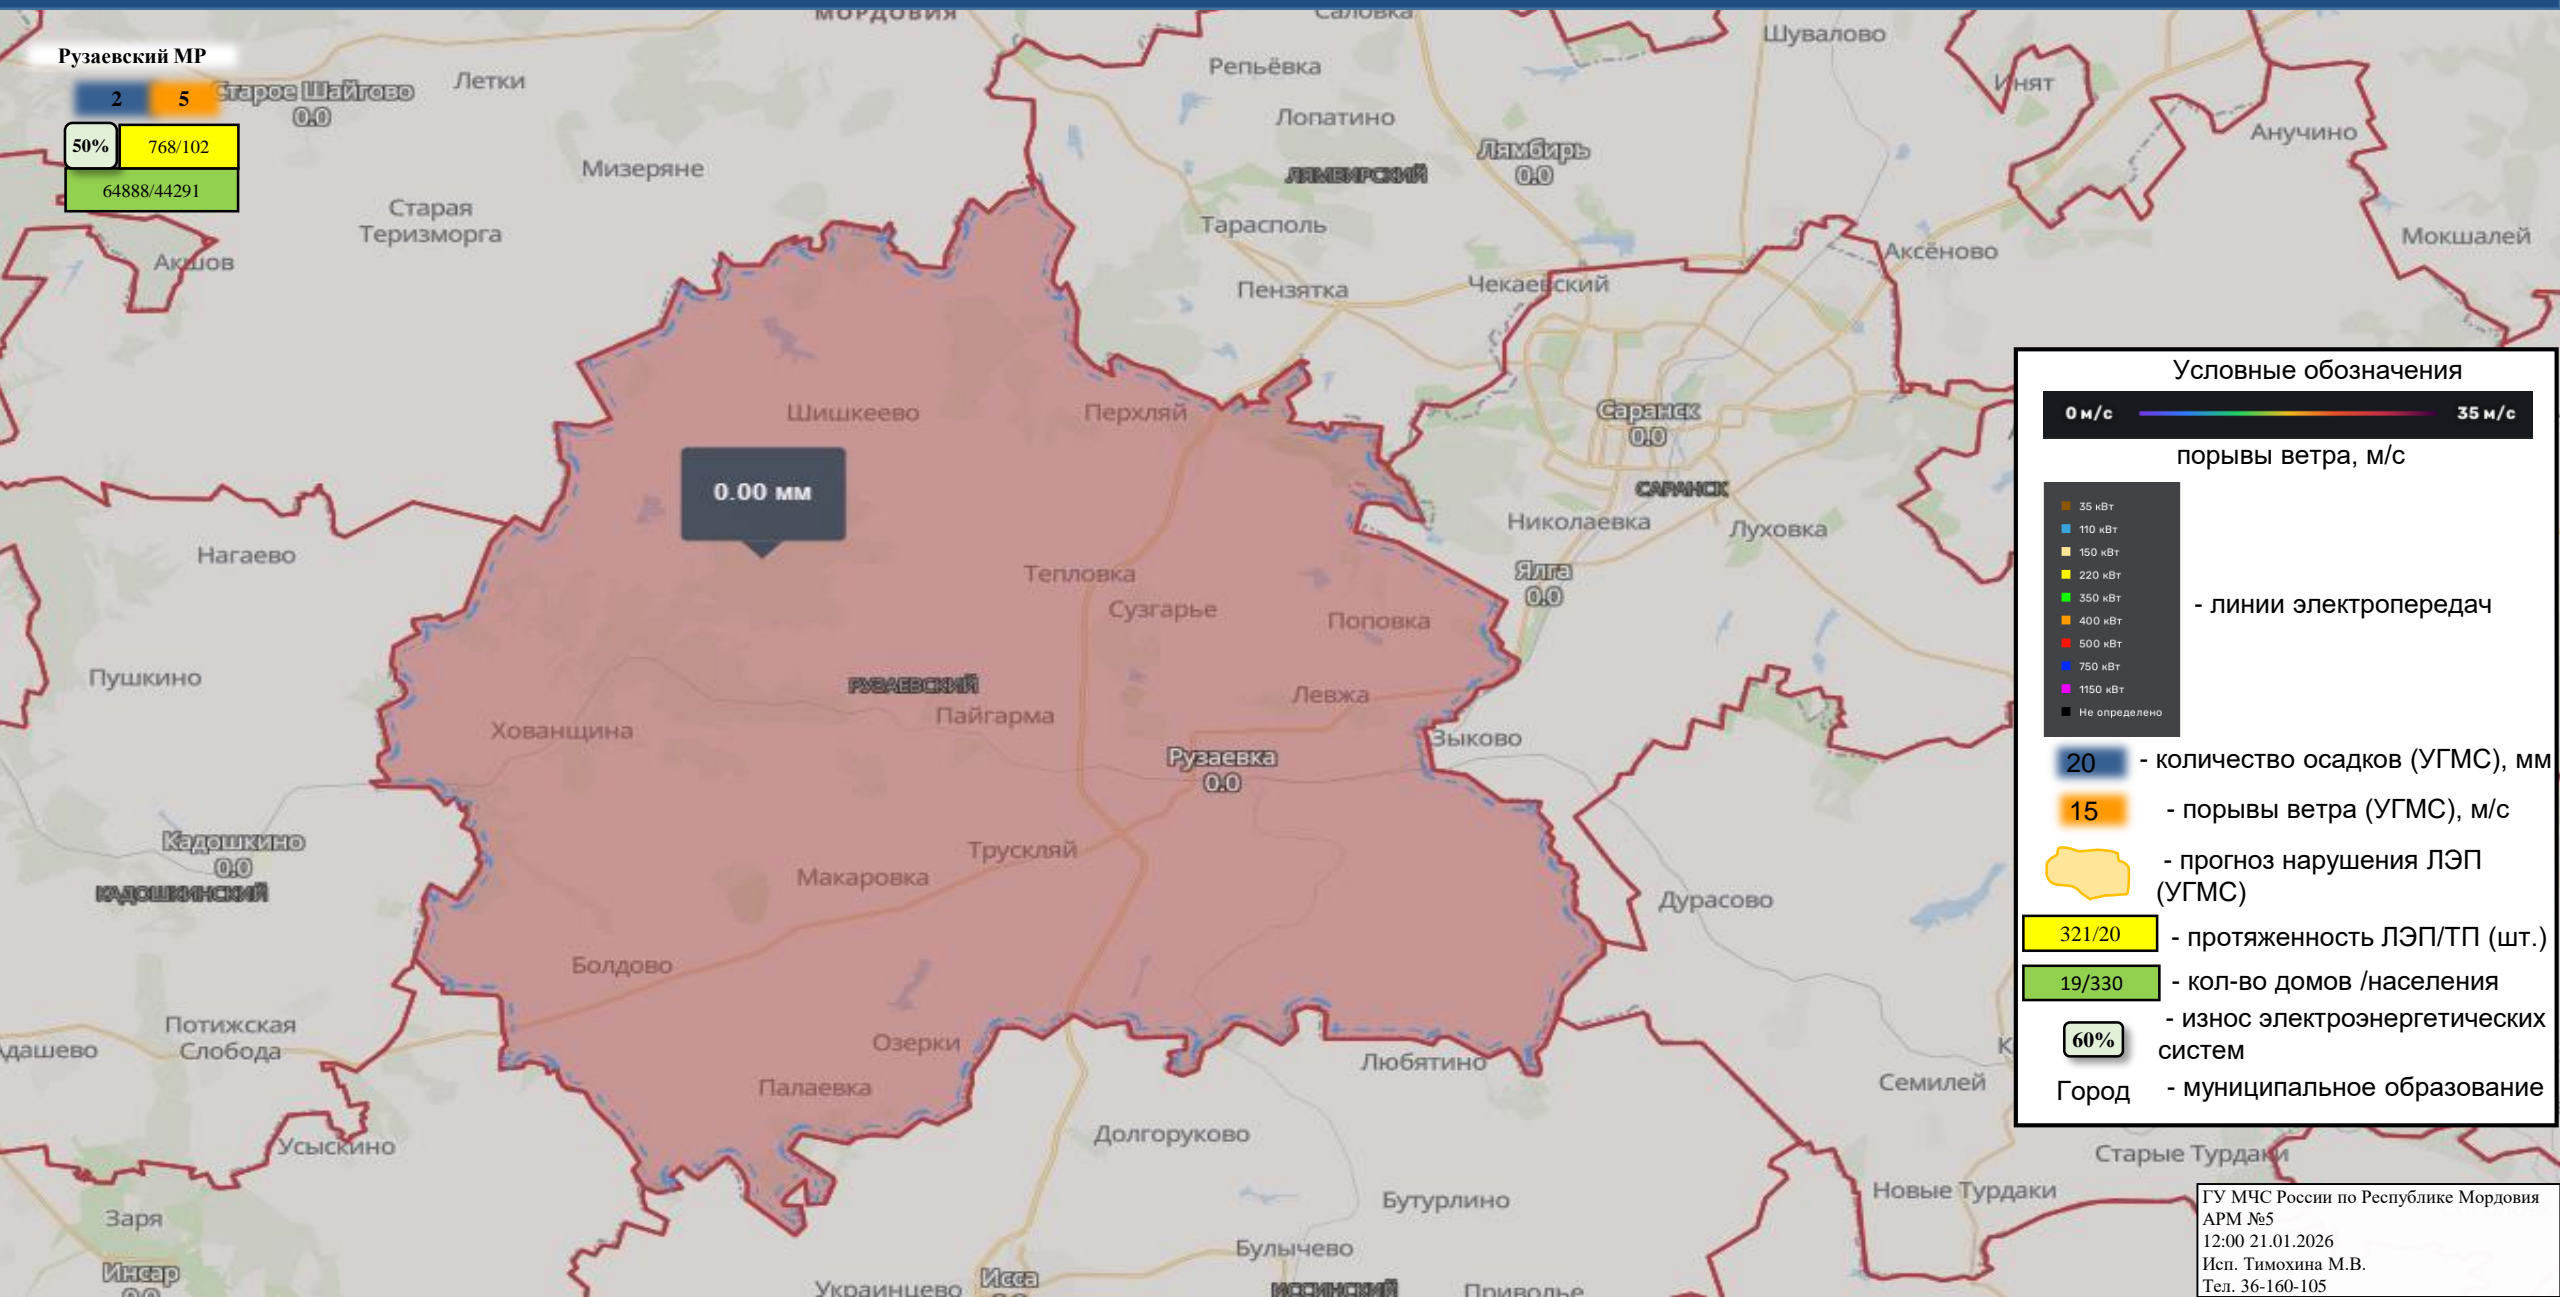 МОРДОВИЯ
Саловка
Шувалово
Рузаевский МР
Репьёвка
Летки
Инят
2
5
Старое Шайгово
0.0
Лопатино
Анучино
50%
768/102
Лямбирь
0.0
Мизеряне
ЛЯМБИРСКИЙ
64888/44291
Старая
Теризморга
Тарасполь
Мокшалей
Аксёново
Акшов
Пензятка
Чекаевский
Шишкеево
Перхляй
Саранск
0.0
0.00 мм
САРАНСК
Николаевка
Луховка
Нагаево
Тепловка
Ялга
0.0
Сузгарье
Поповка
Пушкино
РУЗАЕВСКИЙ
Левжа
Пайгарма
Хованщина
Зыково
Рузаевка
0.0
Кадошкино
0.0
КАДОШКИНСКИЙ
Трускляй
Макаровка
Дурасово
Болдово
Потижская
Слобода
Адашево
Озерки
Любятино
Палаевка
Семилей
Усыскино
Долгоруково
Старые Турдаки
Новые Турдаки
Бутурлино
Заря
Булычево
Инсар
0.0
Украинцево
Исса
ИССИНСКИЙ
Приволье
Условные обозначения
0 м/с
35 м/с
порывы ветра, м/с
35 кВт
110 кВт
150 кВт
220 кВт
350 кВт
400 кВт
500 кВт
750 кВт
1150 кВт
Не определено
- линии электропередач
20 - количество осадков (УГМС), мм
15 - порывы ветра (УГМС), м/с
- прогноз нарушения ЛЭП
(УГМС)
321/20 - протяженность ЛЭП/ТП (шт.)
19/330 - кол-во домов /населения
60% - износ электроэнергетических
систем
Город - муниципальное образование
ГУ МЧС России по Республике Мордовия
АРМ №5
12:00 21.01.2026
Исп. Тимохина М.В.
Тел. 36-160-105